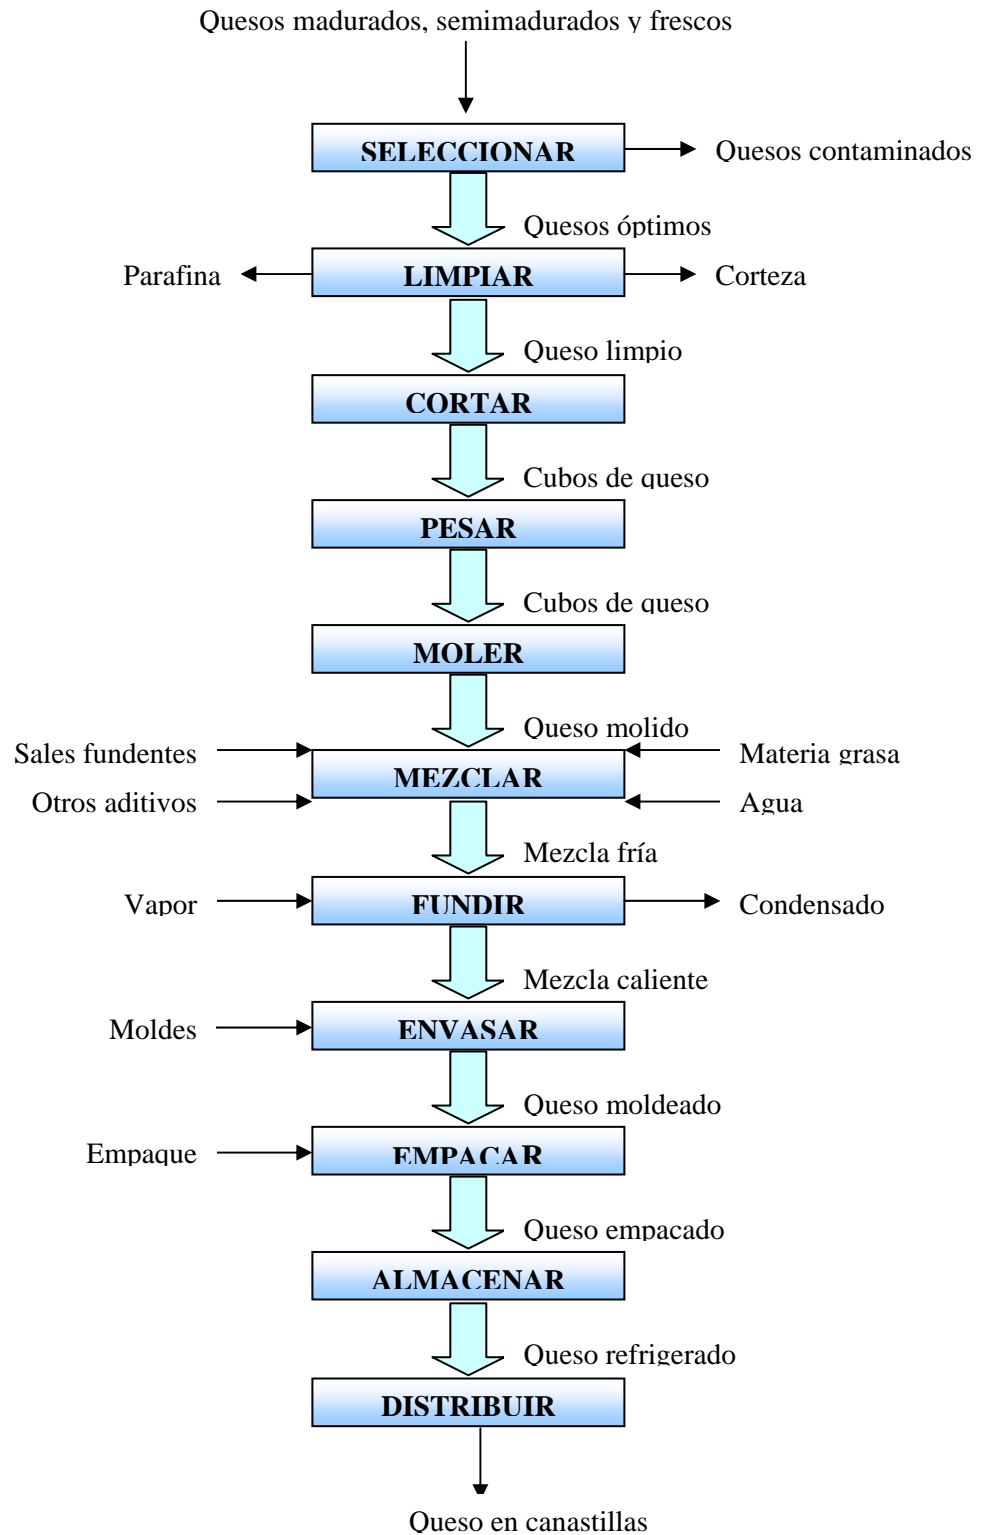 Quesos madurados, semimadurados y frescos
SELECCIONAR
Quesos contaminados
Quesos óptimos
Parafina
LIMPIAR
Corteza
Queso limpio
CORTAR
Cubos de queso
PESAR
Cubos de queso
MOLER
Queso molido
Sales fundentes
Materia grasa
MEZCLAR
Otros aditivos
Agua
Mezcla fría
Vapor
FUNDIR
Condensado
Mezcla caliente
Moldes
ENVASAR
Queso moldeado
Empaque
EMPACAR
Queso empacado
ALMACENAR
Queso refrigerado
DISTRIBUIR
Queso en canastillas